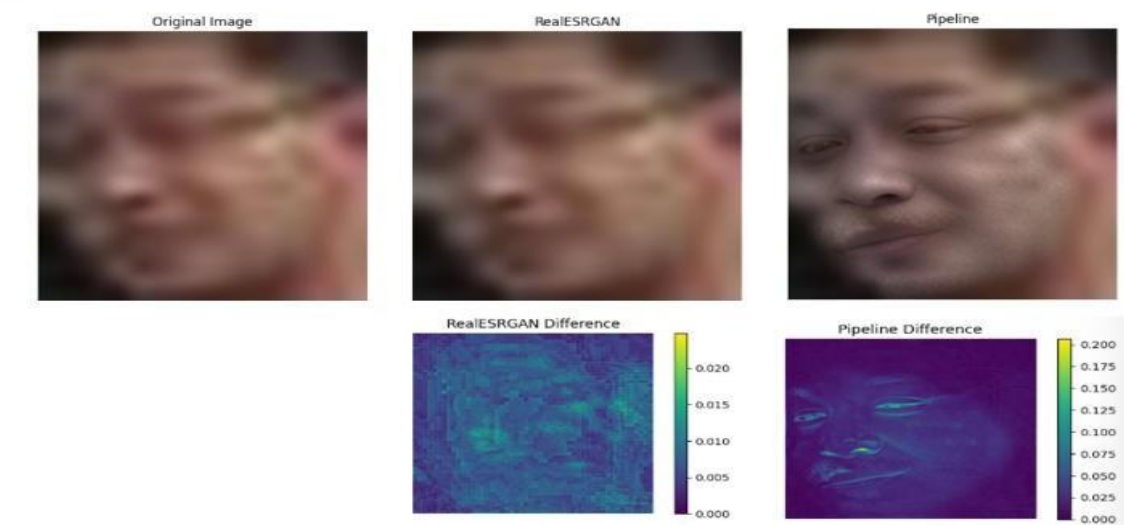 Original Image
RealESRGAN
Pipeline
RealESRGAN Difference
0.020
0.015
0.010
0.005
0.000
Pipeline Difference
0.200
0.175
0.150
0.125
0.100
0.075
0.050
0.025
0.000